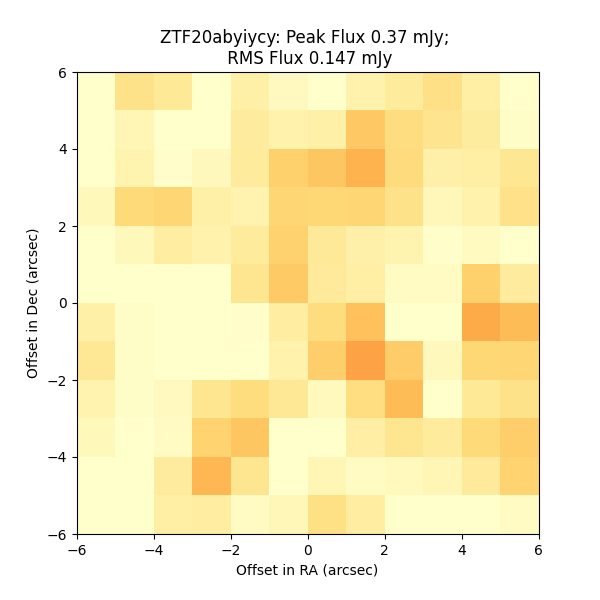 ZTF20abyiycy: Peak Flux 0.37 mJy;
RMS Flux 0.147 mJy
6
4
2
0
−2
−4
−6
Offset in Dec (arcsec)
−6 −4 −2 0 2 4 6
Offset in RA (arcsec)